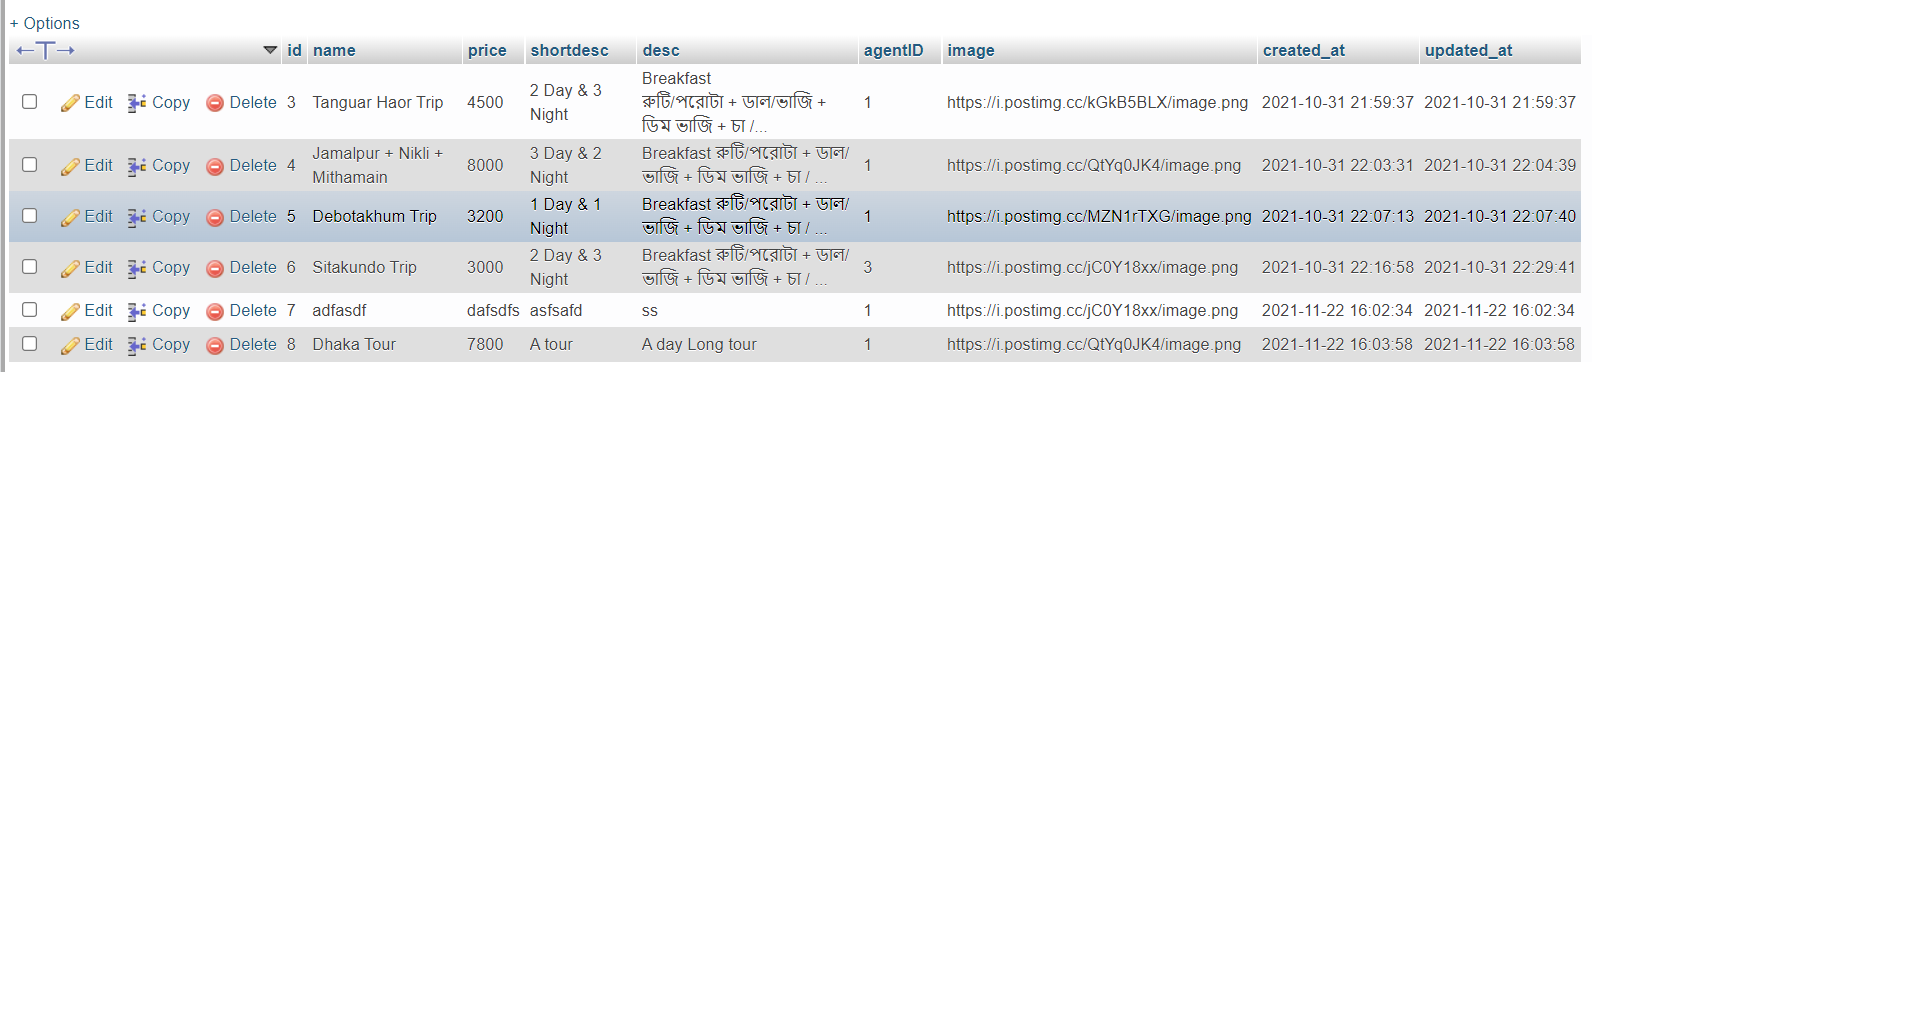 + Options
←T→ id name price shortdesc desc agentID image created_at updated_at
Edit Copy Delete 3 Tanguar Haor Trip 4500 2 Day & 3 Night Breakfast রুটি/পরোটা + ডাল/ভাজি + ডিম ভাজি + চা /... 1 https://i.postimg.cc/kGkB5BLX/image.png 2021-10-31 21:59:37 2021-10-31 21:59:37
Edit Copy Delete 4 Jamalpur + Nikli + Mithamain 8000 3 Day & 2 Night Breakfast রুটি/পরোটা + ডাল/ভাজি + ডিম ভাজি + চা / ... 1 https://i.postimg.cc/QtYq0JK4/image.png 2021-10-31 22:03:31 2021-10-31 22:04:39
Edit Copy Delete 5 Debotakhum Trip 3200 1 Day & 1 Night Breakfast রুটি/পরোটা + ডাল/ভাজি + ডিম ভাজি + চা / ... 1 https://i.postimg.cc/MZN1rTXG/image.png 2021-10-31 22:07:13 2021-10-31 22:07:40
Edit Copy Delete 6 Sitakundo Trip 3000 2 Day & 3 Night Breakfast রুটি/পরোটা + ডাল/ভাজি + ডিম ভাজি + চা / ... 3 https://i.postimg.cc/jC0Y18xx/image.png 2021-10-31 22:16:58 2021-10-31 22:29:41
Edit Copy Delete 7 adfasdf dafsdfs asfsafd ss 1 https://i.postimg.cc/jC0Y18xx/image.png 2021-11-22 16:02:34 2021-11-22 16:02:34
Edit Copy Delete 8 Dhaka Tour 7800 A tour A day Long tour 1 https://i.postimg.cc/QtYq0JK4/image.png 2021-11-22 16:03:58 2021-11-22 16:03:58